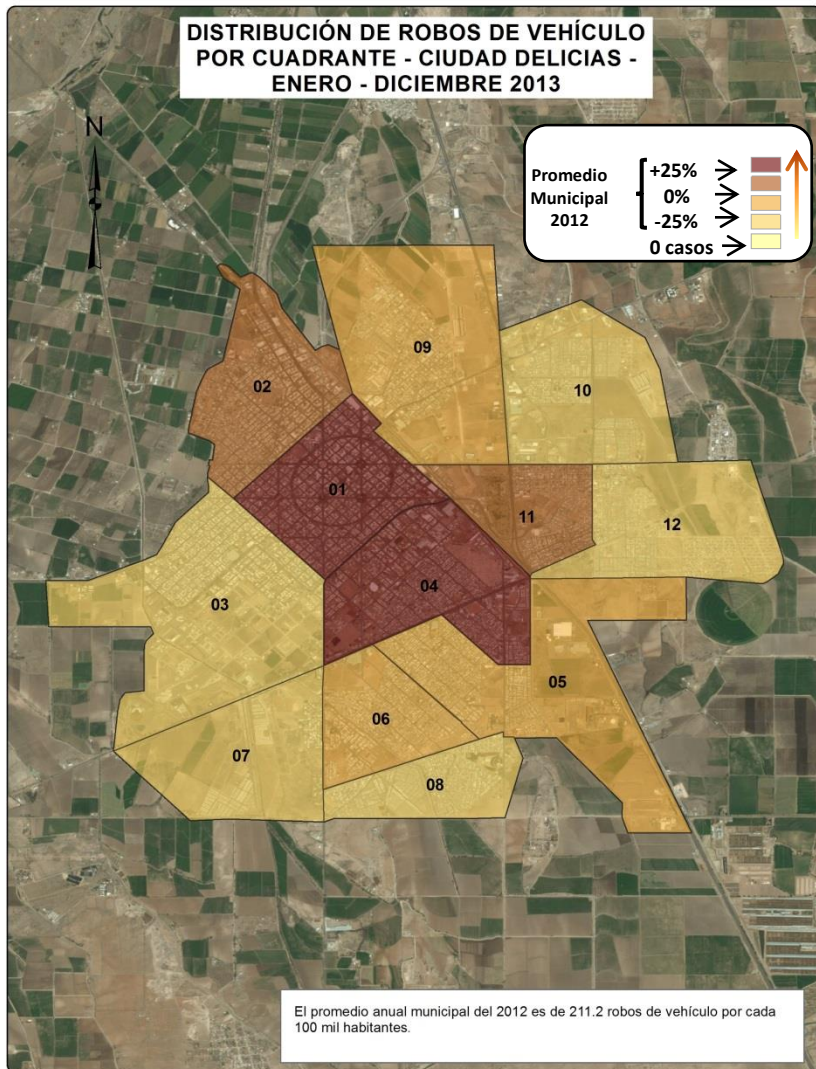 DISTRIBUCIÓN DE ROBOS DE VEHÍCULO
POR CUADRANTE - CIUDAD DELICIAS -
ENERO - DICIEMBRE 2013
N
Promedio
Municipal
2012
+25%
0%
-25%
0 casos
09
02
10
01
11
12
03
04
05
06
07
08
El promedio anual municipal del 2012 es de 211.2 robos de vehículo por cada
100 mil habitantes.